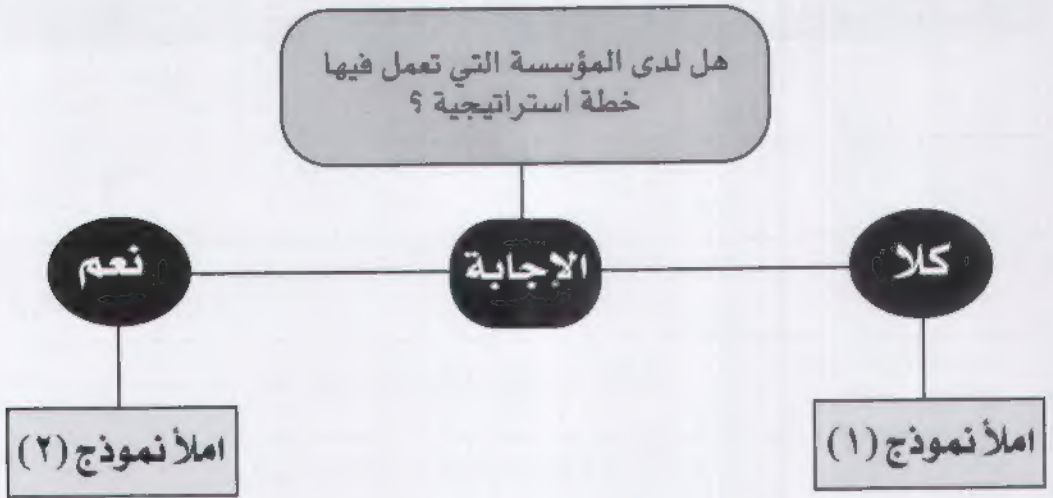 هل لدى المؤسسة التي تعمل فيها
خطة استراتيجية ؟
كلا
الإجابة
نعم
املأ نموذج (١)
املأ نموذج (٢)